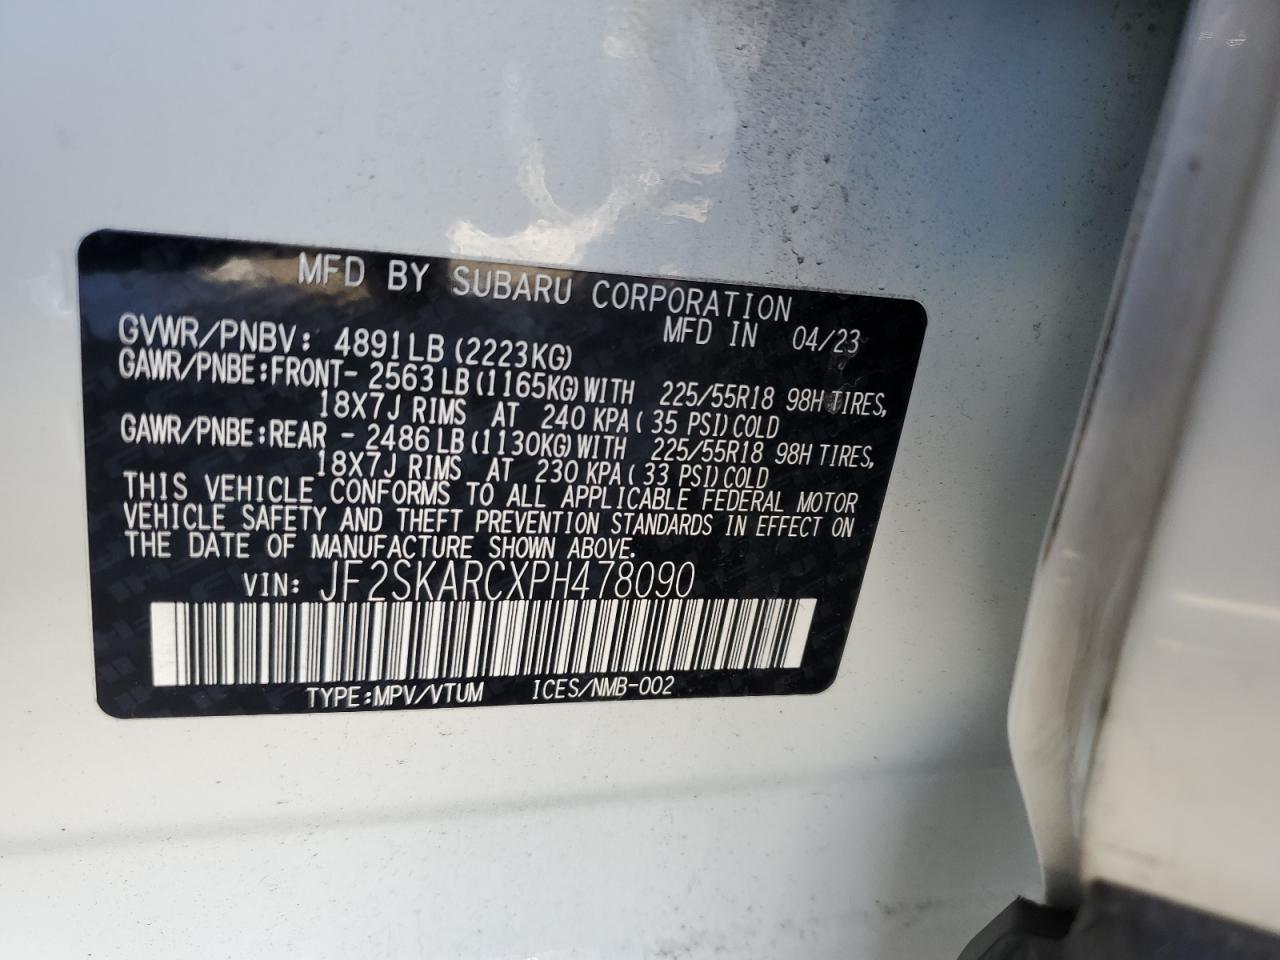 MFD BY SUBARU CORPORATION
MFD IN 04/23
GVWR/PNBV: 4891LB(2223KG)
GAWR/PNBE:FRONT- 2563LB(1165KG)WITH 225/55R18 98H TIRES,
18X7J RIMS AT 240 KPA( 35 PSI)COLD
GAWR/PNBE:REAR - 2486LB(1130KG)WITH 225/55R18 98H TIRES,
18X7J RIMS AT 230 KPA( 33 PSI)COLD
THIS VEHICLE CONFORMS TO ALL APPLICABLE FEDERAL MOTOR
VEHICLE SAFETY AND THEFT PREVENTION STANDARDS IN EFFECT ON
THE DATE OF MANUFACTURE SHOWN ABOVE.
VIN: JF2SKARCXPH478090
TYPE:MPV/VTUM ICES/NMB-002